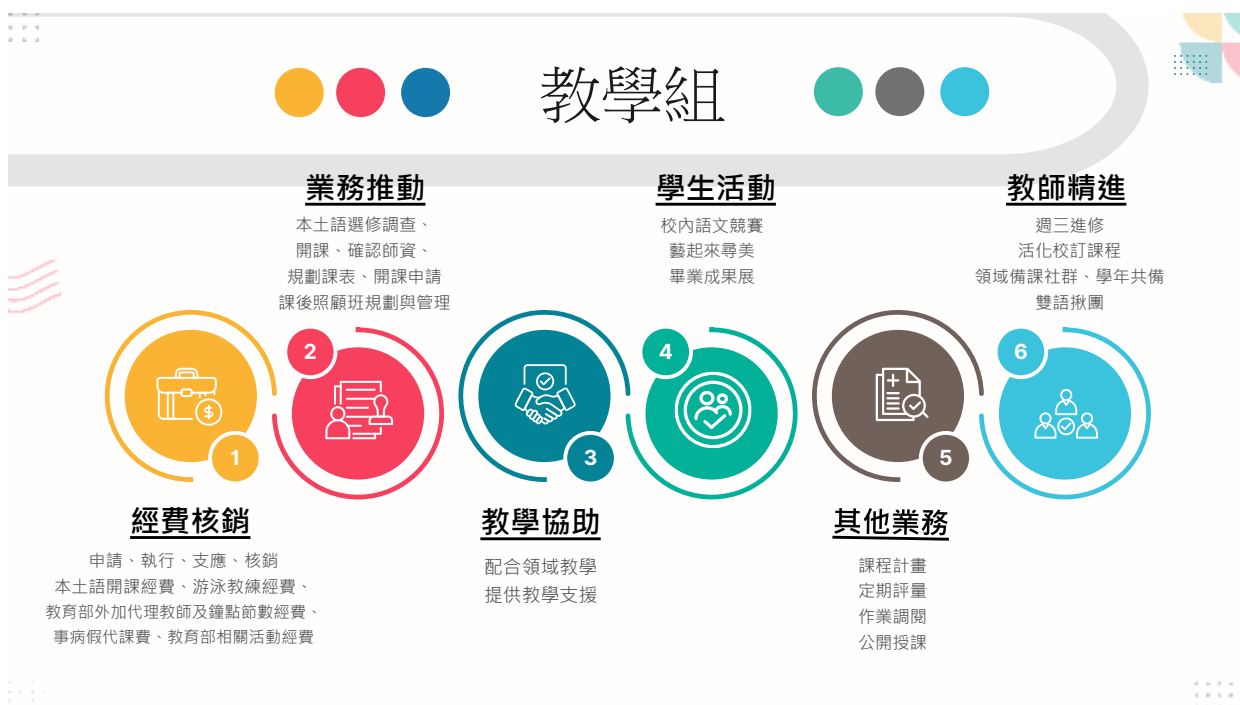 教學組
業務推動
本土語選修調查、
開課、確認師資、
規劃課表、開課申請
課後照顧班規劃與管理
學生活動
校內語文競賽
藝起來尋美
畢業成果展
教師精進
週三進修
活化校訂課程
領域備課社群、學年共備
雙語揪團
1
2
3
4
5
6
$
經費核銷
申請、執行、支應、核銷
本土語開課經費、游泳教練經費、
教育部外加代理教師及鐘點節數經費、
事病假代課費、教育部相關活動經費
教學協助
配合領域教學
提供教學支援
其他業務
課程計畫
定期評量
作業調閱
公開授課